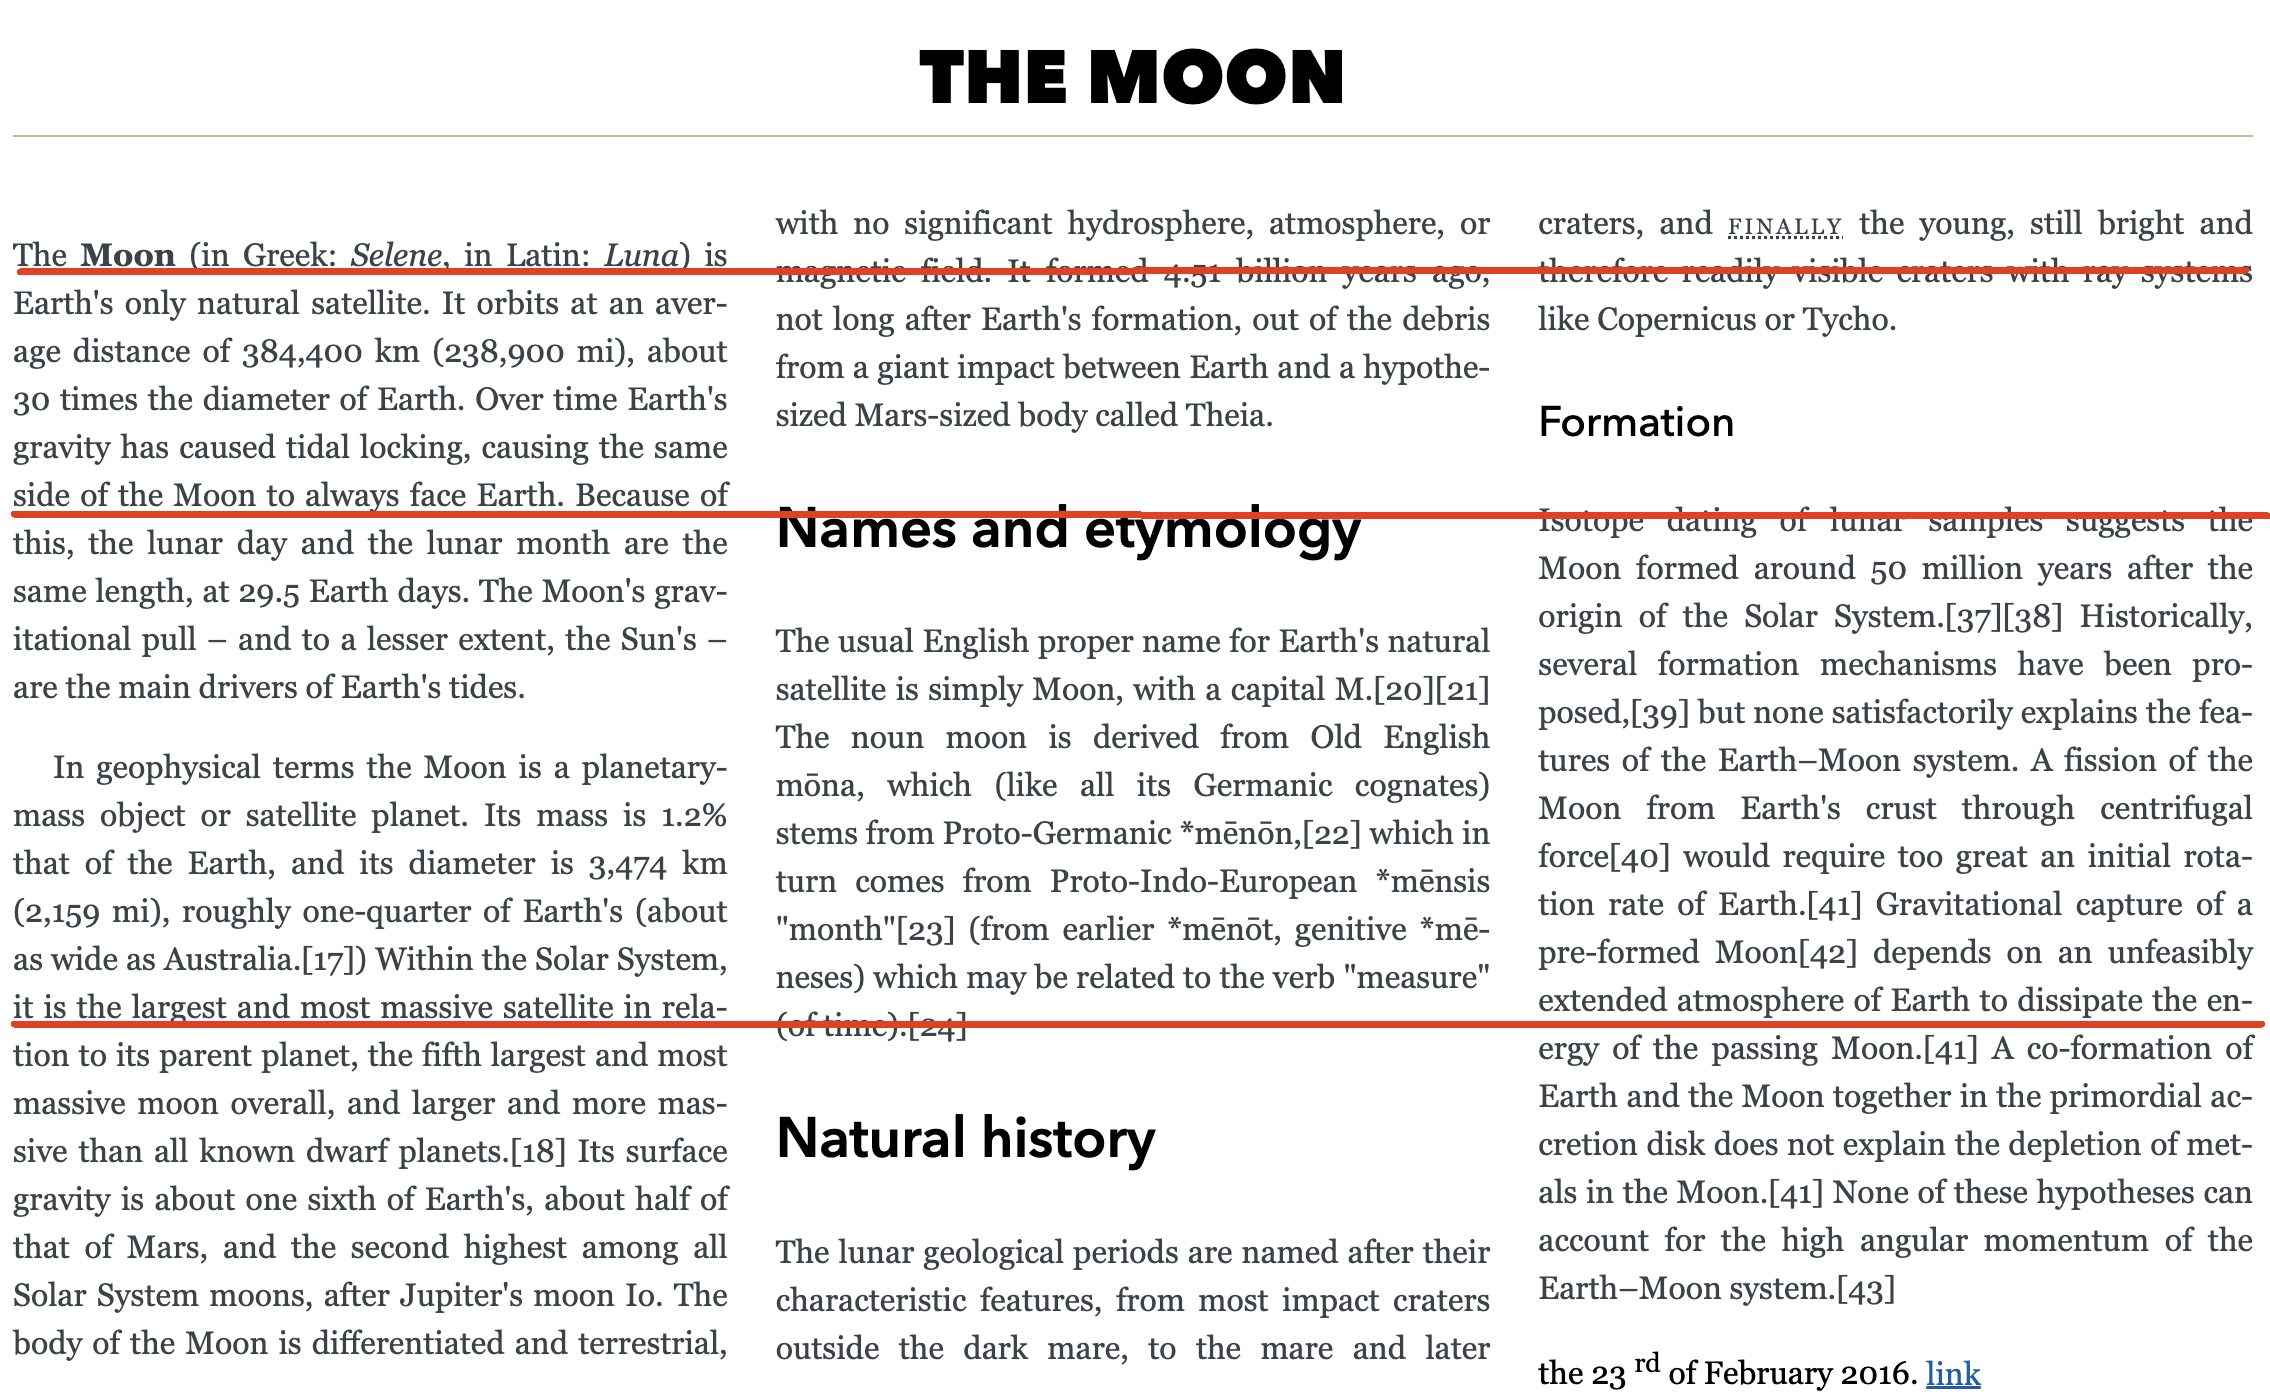 THE MOON
The Moon (in Greek: Selene, in Latin: Luna) is
Earth's only natural satellite. It orbits at an aver-
age distance of 384,400 km (238,900 mi), about
30 times the diameter of Earth. Over time Earth's
gravity has caused tidal locking, causing the same
side of the Moon to always face Earth. Because of
this, the lunar day and the lunar month are the
same length, at 29.5 Earth days. The Moon's grav-
itational pull – and to a lesser extent, the Sun's –
are the main drivers of Earth's tides.
In geophysical terms the Moon is a planetary-
mass object or satellite planet. Its mass is 1.2%
that of the Earth, and its diameter is 3,474 km
(2,159 mi), roughly one-quarter of Earth's (about
as wide as Australia.[17]) Within the Solar System,
it is the largest and most massive satellite in rela-
tion to its parent planet, the fifth largest and most
massive moon overall, and larger and more mas-
sive than all known dwarf planets.[18] Its surface
gravity is about one sixth of Earth's, about half of
that of Mars, and the second highest among all
Solar System moons, after Jupiter's moon Io. The
body of the Moon is differentiated and terrestrial,
with no significant hydrosphere, atmosphere, or
magnetic field. It formed 4.51 billion years ago,
not long after Earth's formation, out of the debris
from a giant impact between Earth and a hypothe-
sized Mars-sized body called Theia.
Names and etymology
The usual English proper name for Earth's natural
satellite is simply Moon, with a capital M.[20][21]
The noun moon is derived from Old English
mōna, which (like all its Germanic cognates)
stems from Proto-Germanic *mēnōn,[22] which in
turn comes from Proto-Indo-European *mēnsis
"month"[23] (from earlier *mēnōt, genitive *mē-
neses) which may be related to the verb "measure"
(of time).[24]
Natural history
The lunar geological periods are named after their
characteristic features, from most impact craters
outside the dark mare, to the mare and later
craters, and FINALLY the young, still bright and
therefore readily visible craters with ray systems
like Copernicus or Tycho.
Formation
Isotope dating of lunar samples suggests the
Moon formed around 50 million years after the
origin of the Solar System.[37][38] Historically,
several formation mechanisms have been pro-
posed,[39] but none satisfactorily explains the fea-
tures of the Earth–Moon system. A fission of the
Moon from Earth's crust through centrifugal
force[40] would require too great an initial rota-
tion rate of Earth.[41] Gravitational capture of a
pre-formed Moon[42] depends on an unfeasibly
extended atmosphere of Earth to dissipate the en-
ergy of the passing Moon.[41] A co-formation of
Earth and the Moon together in the primordial ac-
cretion disk does not explain the depletion of met-
als in the Moon.[41] None of these hypotheses can
account for the high angular momentum of the
Earth–Moon system.[43]
the 23 rd of February 2016. link